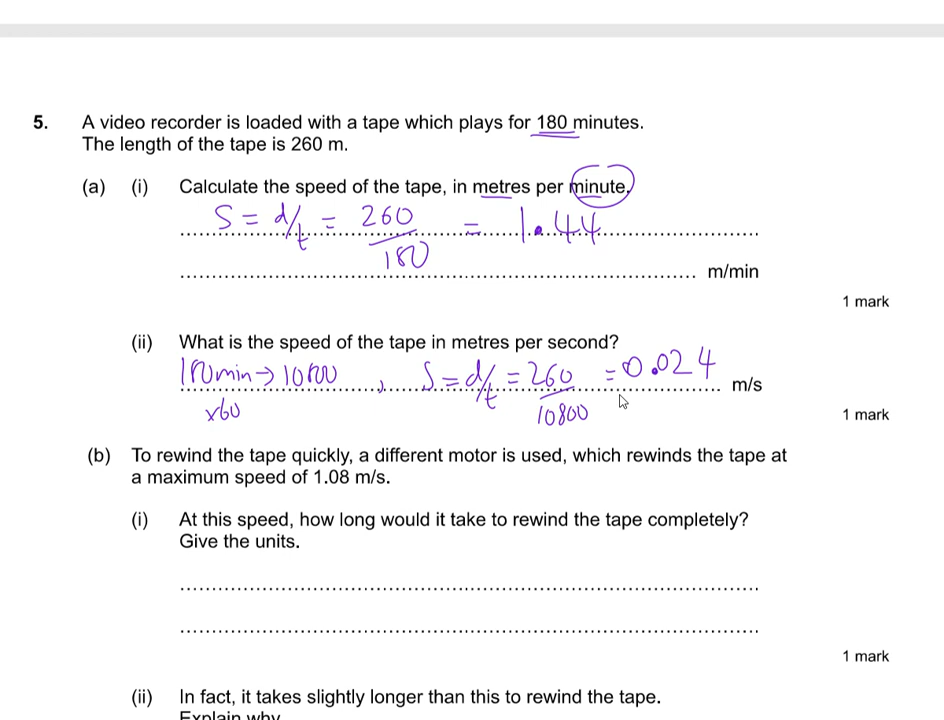 5. A video recorder is loaded with a tape which plays for 180 minutes.
The length of the tape is 260 m.
(a) (i) Calculate the speed of the tape, in metres per minute.
S = d/t = 260/180 = 1.44
m/min
1 mark
(ii) What is the speed of the tape in metres per second?
180min → 10800 , S = d/t = 260/10800 = 0.024 m/s
x60
1 mark
(b) To rewind the tape quickly, a different motor is used, which rewinds the tape at
a maximum speed of 1.08 m/s.
(i) At this speed, how long would it take to rewind the tape completely?
Give the units.
1 mark
(ii) In fact, it takes slightly longer than this to rewind the tape.
Explain why